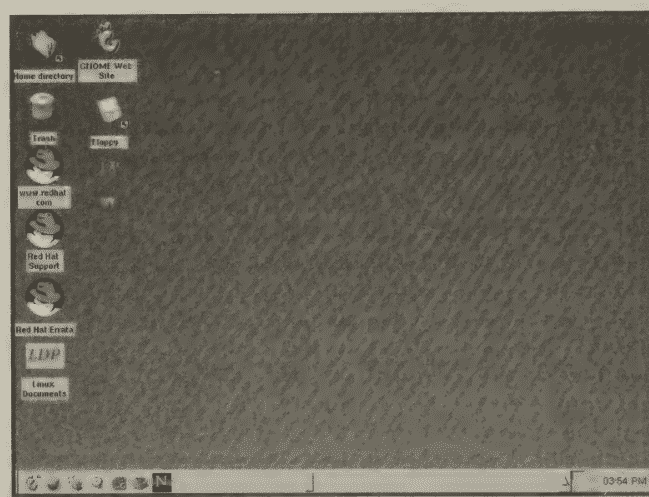 Home directory
GNOME Web
Site
Trash
Floppy
www.redhat.
com
Red Hat
Support
Red Hat Errata
LDP
Linux
Documents
N
03:54 PM